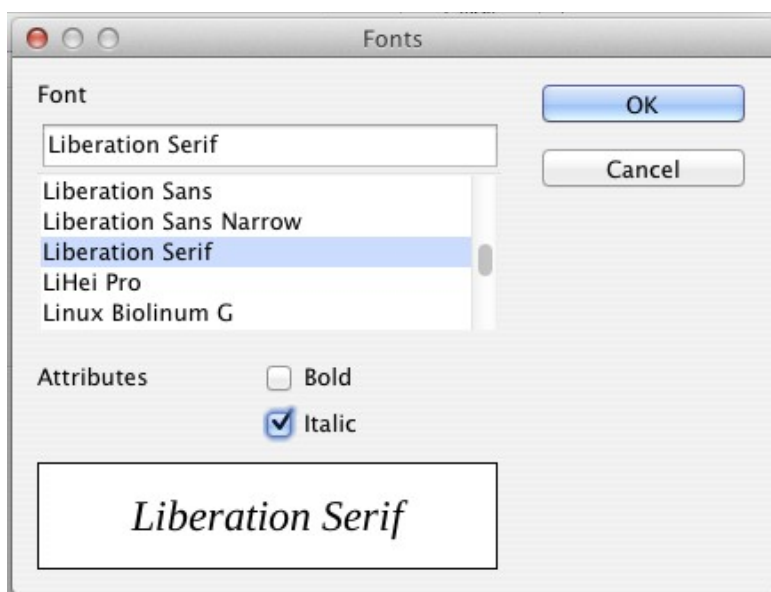 Fonts
Font
OK
Liberation Serif
Cancel
Liberation Sans
Liberation Sans Narrow
Liberation Serif
LiHei Pro
Linux Biolinum G
Attributes
Bold
Italic
Liberation Serif